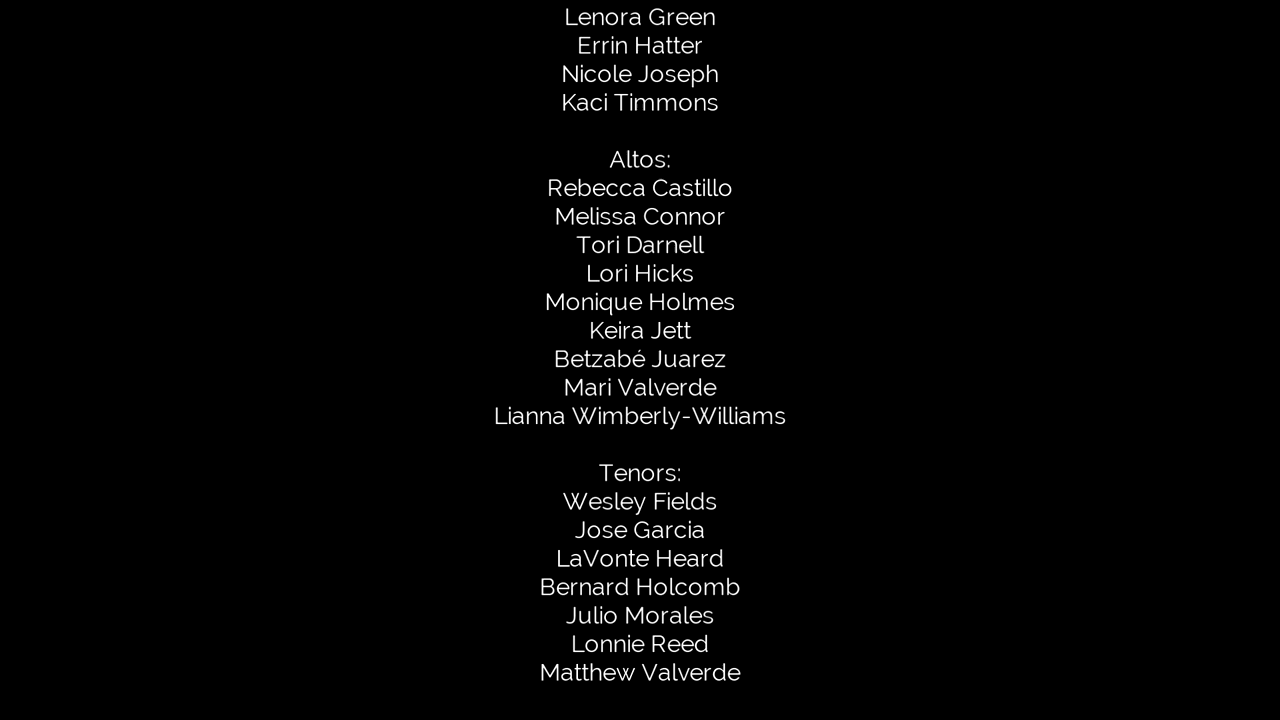 Lenora Green
Errin Hatter
Nicole Joseph
Kaci Timmons
Altos:
Rebecca Castillo
Melissa Connor
Tori Darnell
Lori Hicks
Monique Holmes
Keira Jett
Betzabé Juarez
Mari Valverde
Lianna Wimberly-Williams
Tenors:
Wesley Fields
Jose Garcia
LaVonte Heard
Bernard Holcomb
Julio Morales
Lonnie Reed
Matthew Valverde